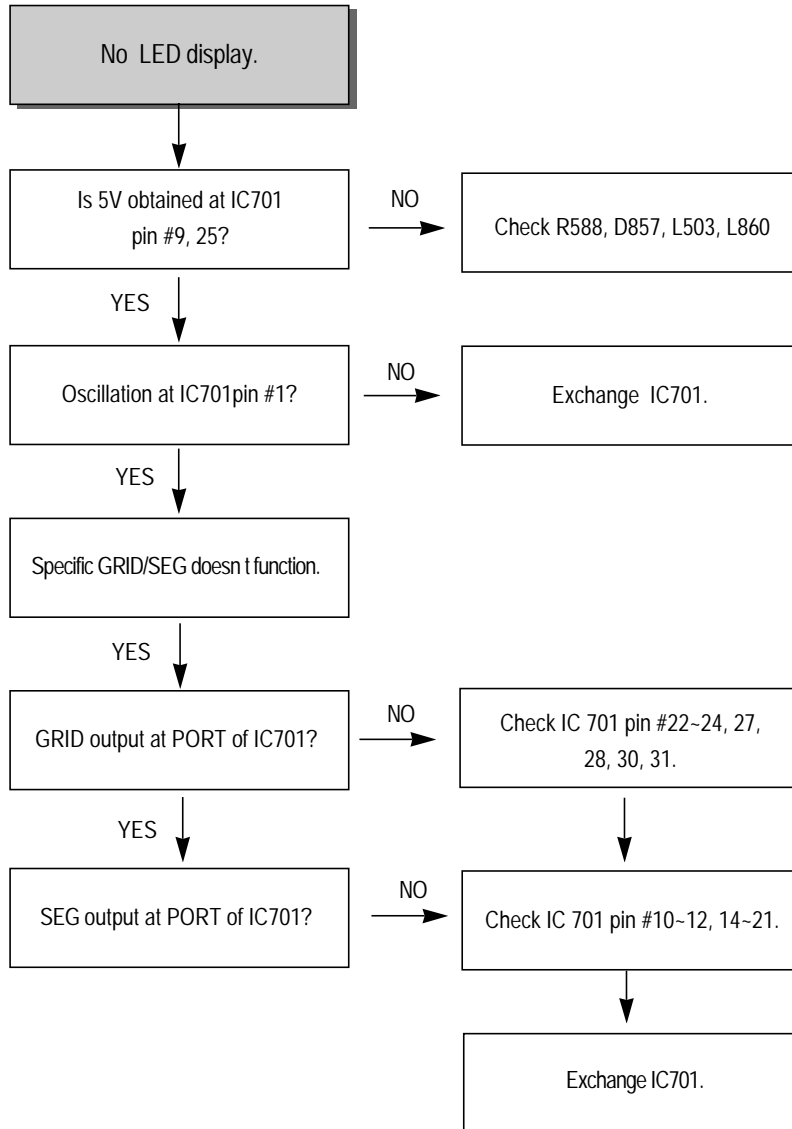 No LED display.
Is 5V obtained at IC701
pin #9, 25?
NO
Check R588, D857, L503, L860
YES
Oscillation at IC701pin #1?
NO
Exchange IC701.
YES
Specific GRID/SEG doesn t function.
YES
GRID output at PORT of IC701?
NO
Check IC 701 pin #22~24, 27,
28, 30, 31.
YES
SEG output at PORT of IC701?
NO
Check IC 701 pin #10~12, 14~21.
Exchange IC701.